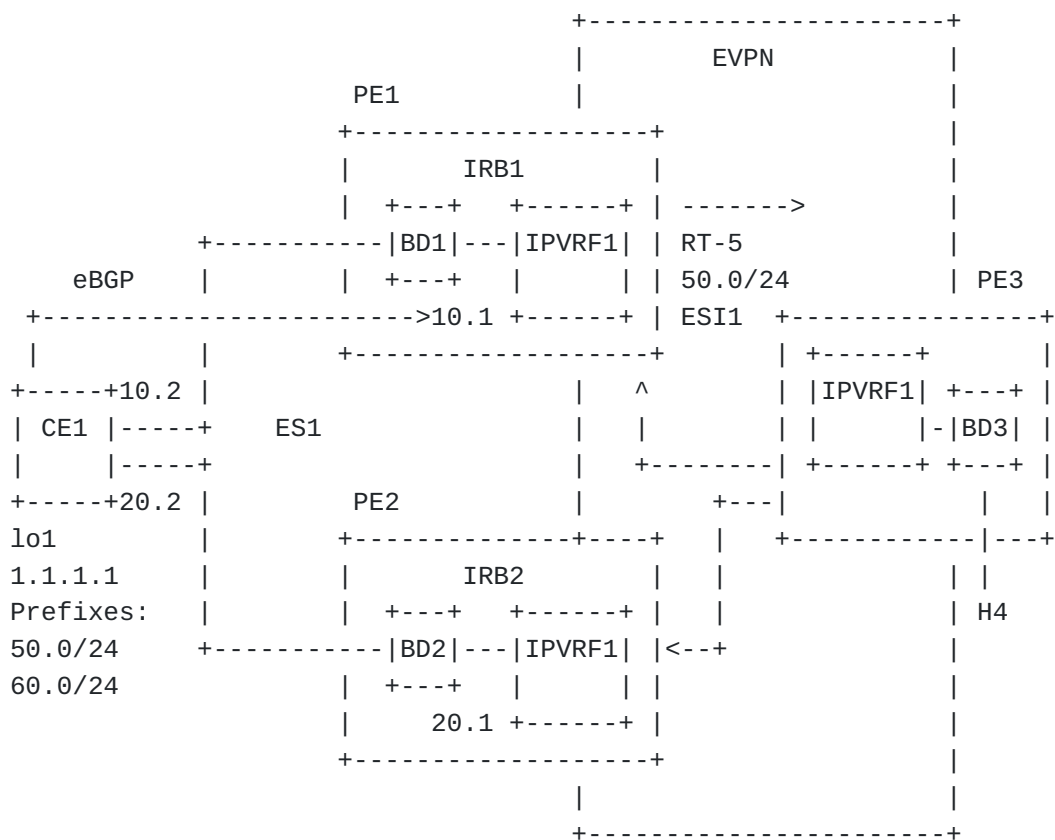 +-----------------------+
                                     |        EVPN           |
                      PE1            |                       |
                     +-------------------+                   |
                     |       IRB1        |                   |
                     |  +---+   +------+ | ------->          |
            +-----------|BD1|---|IPVRF1| | RT-5              |
    eBGP    |        |  +---+   |      | | 50.0/24          | PE3
 +------------------------>10.1 +------+ | ESI1  +----------------+
 |          |        +-------------------+       | +------+       |
+-----+10.2 |                        |   ^        | |IPVRF1| +---+ |
| CE1 |-----+    ES1                 |   |        | |      |-|BD3| |
|     |-----+                        |   +--------| +------+ +---+ |
+-----+20.2 |         PE2            |        +---|            |   |
lo1         |        +---------------+----+   |   +------------|---+
1.1.1.1     |        |       IRB2        |   |              | |
Prefixes:   |        |  +---+   +------+ |   |              | H4
50.0/24     +-----------|BD2|---|IPVRF1| |<--+              |
60.0/24              |  +---+   |      | |                   |
                     |     20.1 +------+ |                   |
                     +-------------------+                   |
                                     |                       |
                                     +-----------------------+